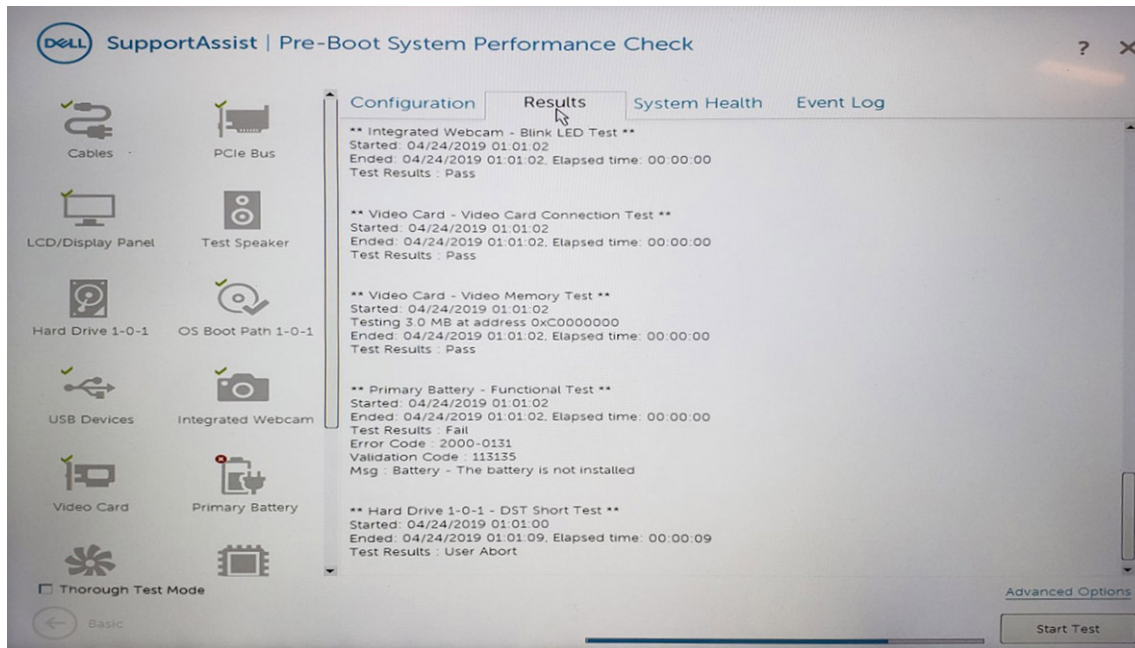 DELL SupportAssist | Pre-Boot System Performance Check
? X
Cables
PCIe Bus
LCD/Display Panel
Test Speaker
Hard Drive 1-0-1
OS Boot Path 1-0-1
USB Devices
Integrated Webcam
Video Card
Primary Battery
Thorough Test Mode
Basic
Configuration
Results
System Health
Event Log
** Integrated Webcam - Blink LED Test **
Started: 04/24/2019 01:01:02
Ended: 04/24/2019 01:01:02, Elapsed time: 00:00:00
Test Results : Pass
** Video Card - Video Card Connection Test **
Started: 04/24/2019 01:01:02
Ended: 04/24/2019 01:01:02, Elapsed time: 00:00:00
Test Results : Pass
** Video Card - Video Memory Test **
Started: 04/24/2019 01:01:02
Testing 3.0 MB at address 0xC0000000
Ended: 04/24/2019 01:01:02, Elapsed time: 00:00:00
Test Results : Pass
** Primary Battery - Functional Test **
Started: 04/24/2019 01:01:02
Ended: 04/24/2019 01:01:02, Elapsed time: 00:00:00
Test Results : Fail
Error Code : 2000-0131
Validation Code : 113135
Msg : Battery - The battery is not installed
** Hard Drive 1-0-1 - DST Short Test **
Started: 04/24/2019 01:01:00
Ended: 04/24/2019 01:01:09, Elapsed time: 00:00:09
Test Results : User Abort
Advanced Options
Start Test